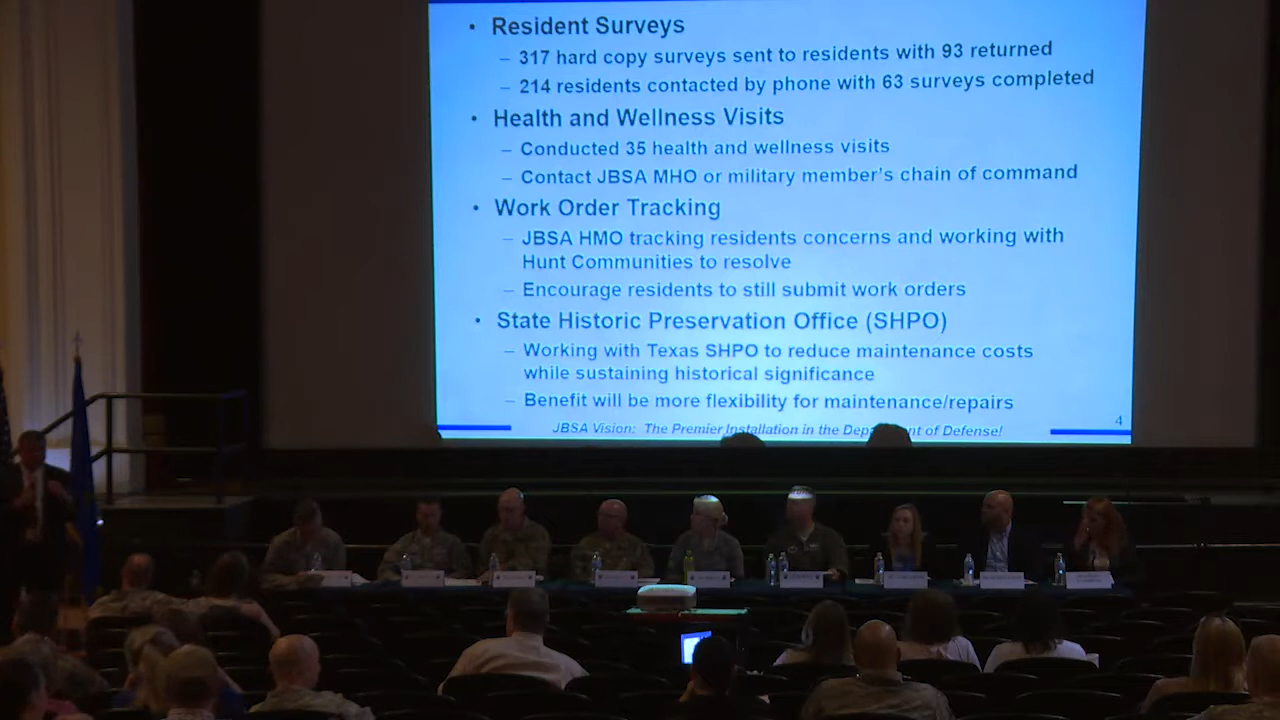 • Resident Surveys
– 317 hard copy surveys sent to residents with 93 returned
– 214 residents contacted by phone with 63 surveys completed
• Health and Wellness Visits
– Conducted 35 health and wellness visits
– Contact JBSA MHO or military member's chain of command
• Work Order Tracking
– JBSA HMO tracking residents concerns and working with
Hunt Communities to resolve
– Encourage residents to still submit work orders
• State Historic Preservation Office (SHPO)
– Working with Texas SHPO to reduce maintenance costs
while sustaining historical significance
– Benefit will be more flexibility for maintenance/repairs
JBSA Vision: The Premier Installation in the of Defense!
4